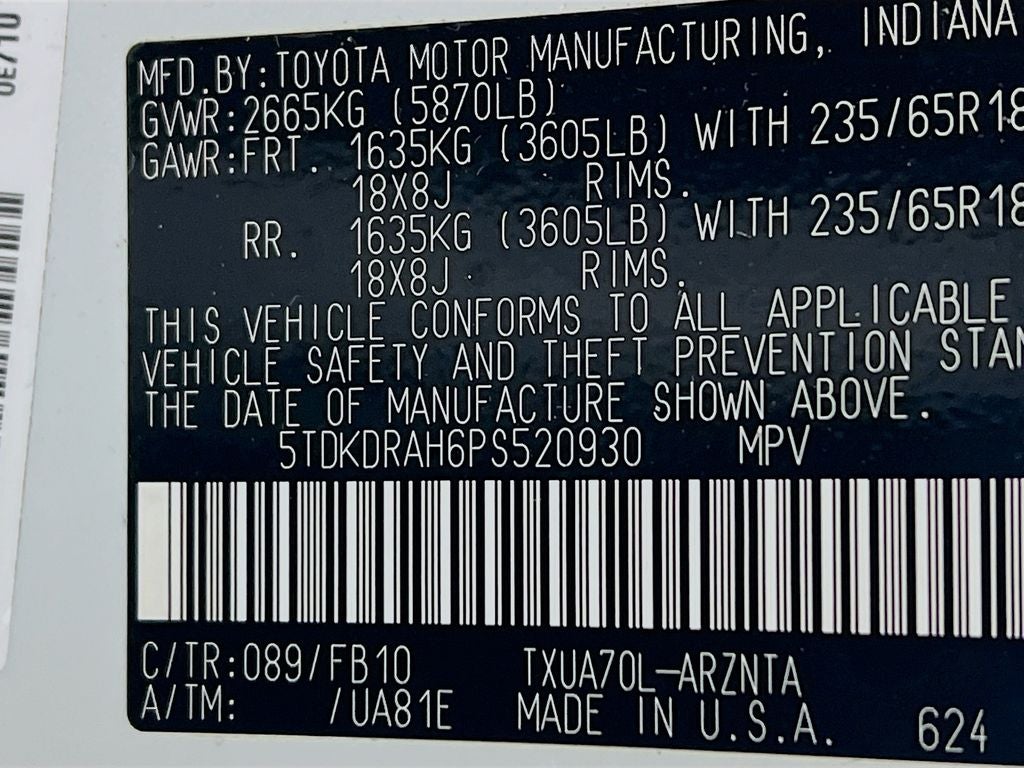 MFD.BY:TOYOTA MOTOR MANUFACTURING, INDIANA
GVWR:2665KG (5870LB)
GAWR:FRT. 1635KG (3605LB) WITH 235/65R18
18X8J RIMS.
RR. 1635KG (3605LB) WITH 235/65R18
18X8J RIMS.
THIS VEHICLE CONFORMS TO ALL APPLICABLE
VEHICLE SAFETY AND THEFT PREVENTION STAN
THE DATE OF MANUFACTURE SHOWN ABOVE.
5TDKDRAH6PS520930 MPV
C/TR:089/FB10 TXUA70L-ARZNTA
A/TM: /UA81E MADE IN U.S.A. 624